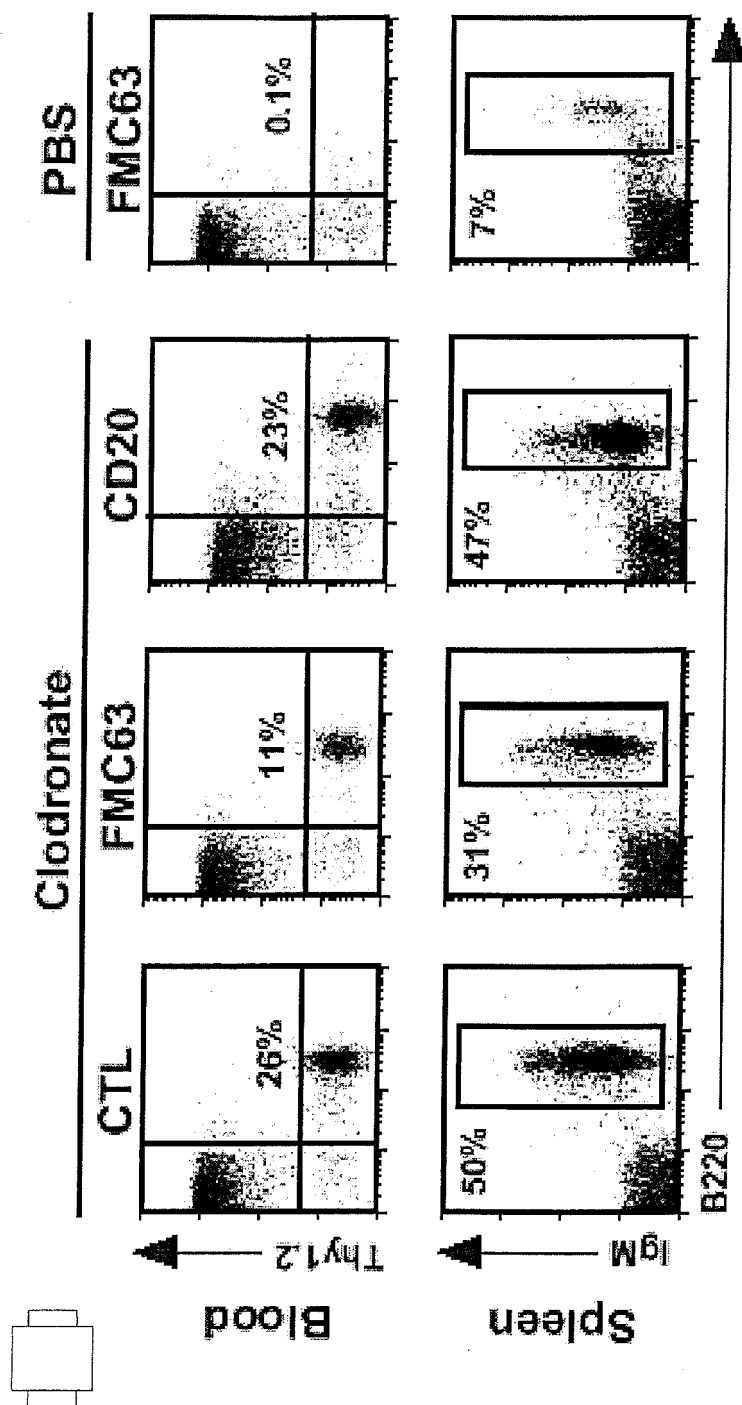 Clodronate PBS
CTL FMC63 CD20 FMC63
Blood
Thy1.2
26% 11% 23% 0.1%
Spleen
IgM
50% 31% 47% 7%
B220